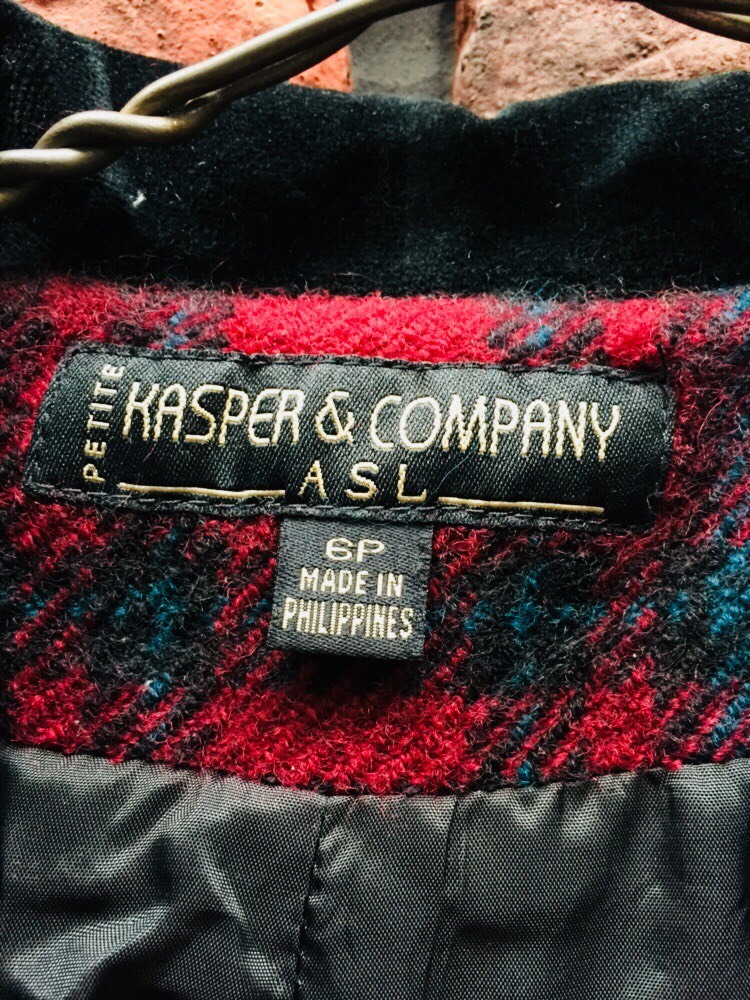 PETITE
KASPER & COMPANY
ASL
6P
MADE IN
PHILIPPINES